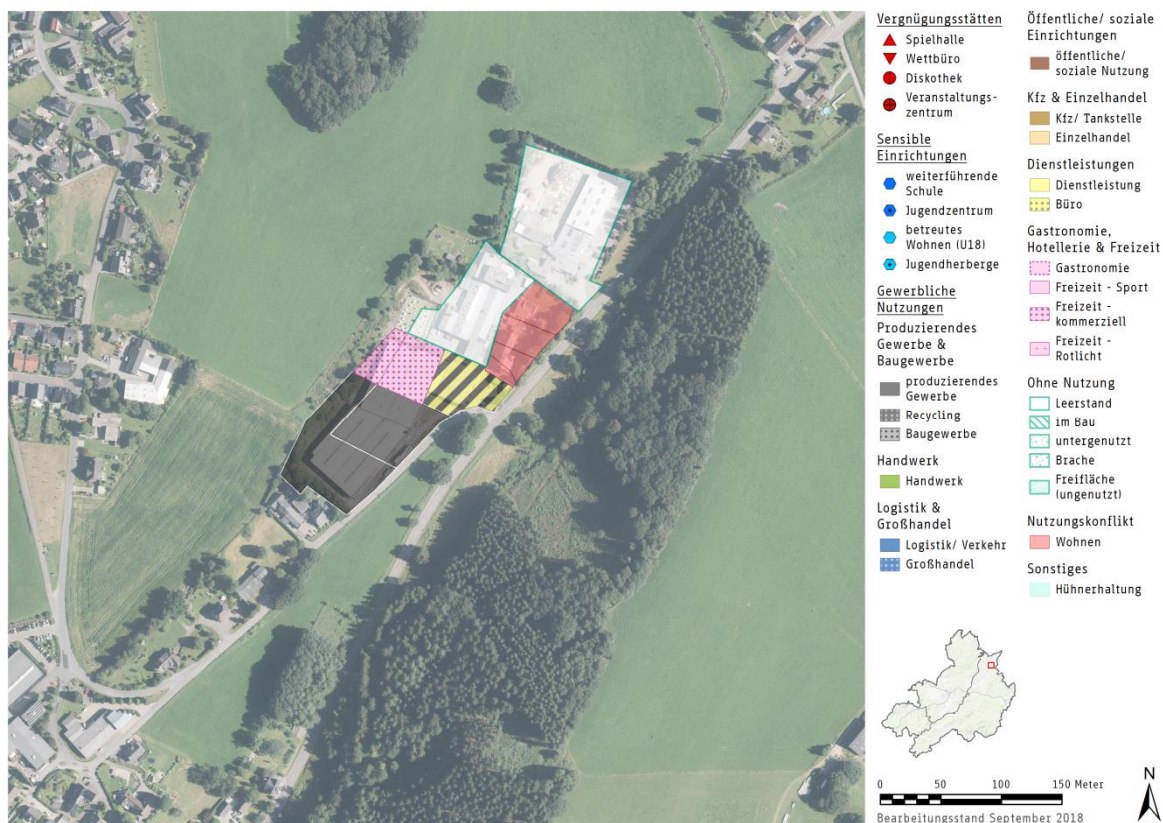 Vergnügungsstätten
Spielhalle
Wettbüro
Diskothek
Veranstaltungs-
zentrum
Sensible
Einrichtungen
weiterführende
Schule
Jugendzentrum
betreutes
Wohnen (U18)
Jugendherberge
Gewerbliche
Nutzungen
Produzierendes
Gewerbe &
Baugewerbe
produzierendes
Gewerbe
Recycling
Baugewerbe
Handwerk
Handwerk
Logistik &
Großhandel
Logistik/ Verkehr
Großhandel
Öffentliche/ soziale
Einrichtungen
öffentliche/
soziale Nutzung
Kfz & Einzelhandel
Kfz/ Tankstelle
Einzelhandel
Dienstleistungen
Dienstleistung
Büro
Gastronomie,
Hotellerie & Freizeit
Gastronomie
Freizeit - Sport
Freizeit -
kommerziell
Freizeit -
Rotlicht
Ohne Nutzung
Leerstand
im Bau
untergenutzt
Brache
Freifläche
(ungenutzt)
Nutzungskonflikt
Wohnen
Sonstiges
Hühnerhaltung
0 50 100 150 Meter
Bearbeitungsstand September 2018
N